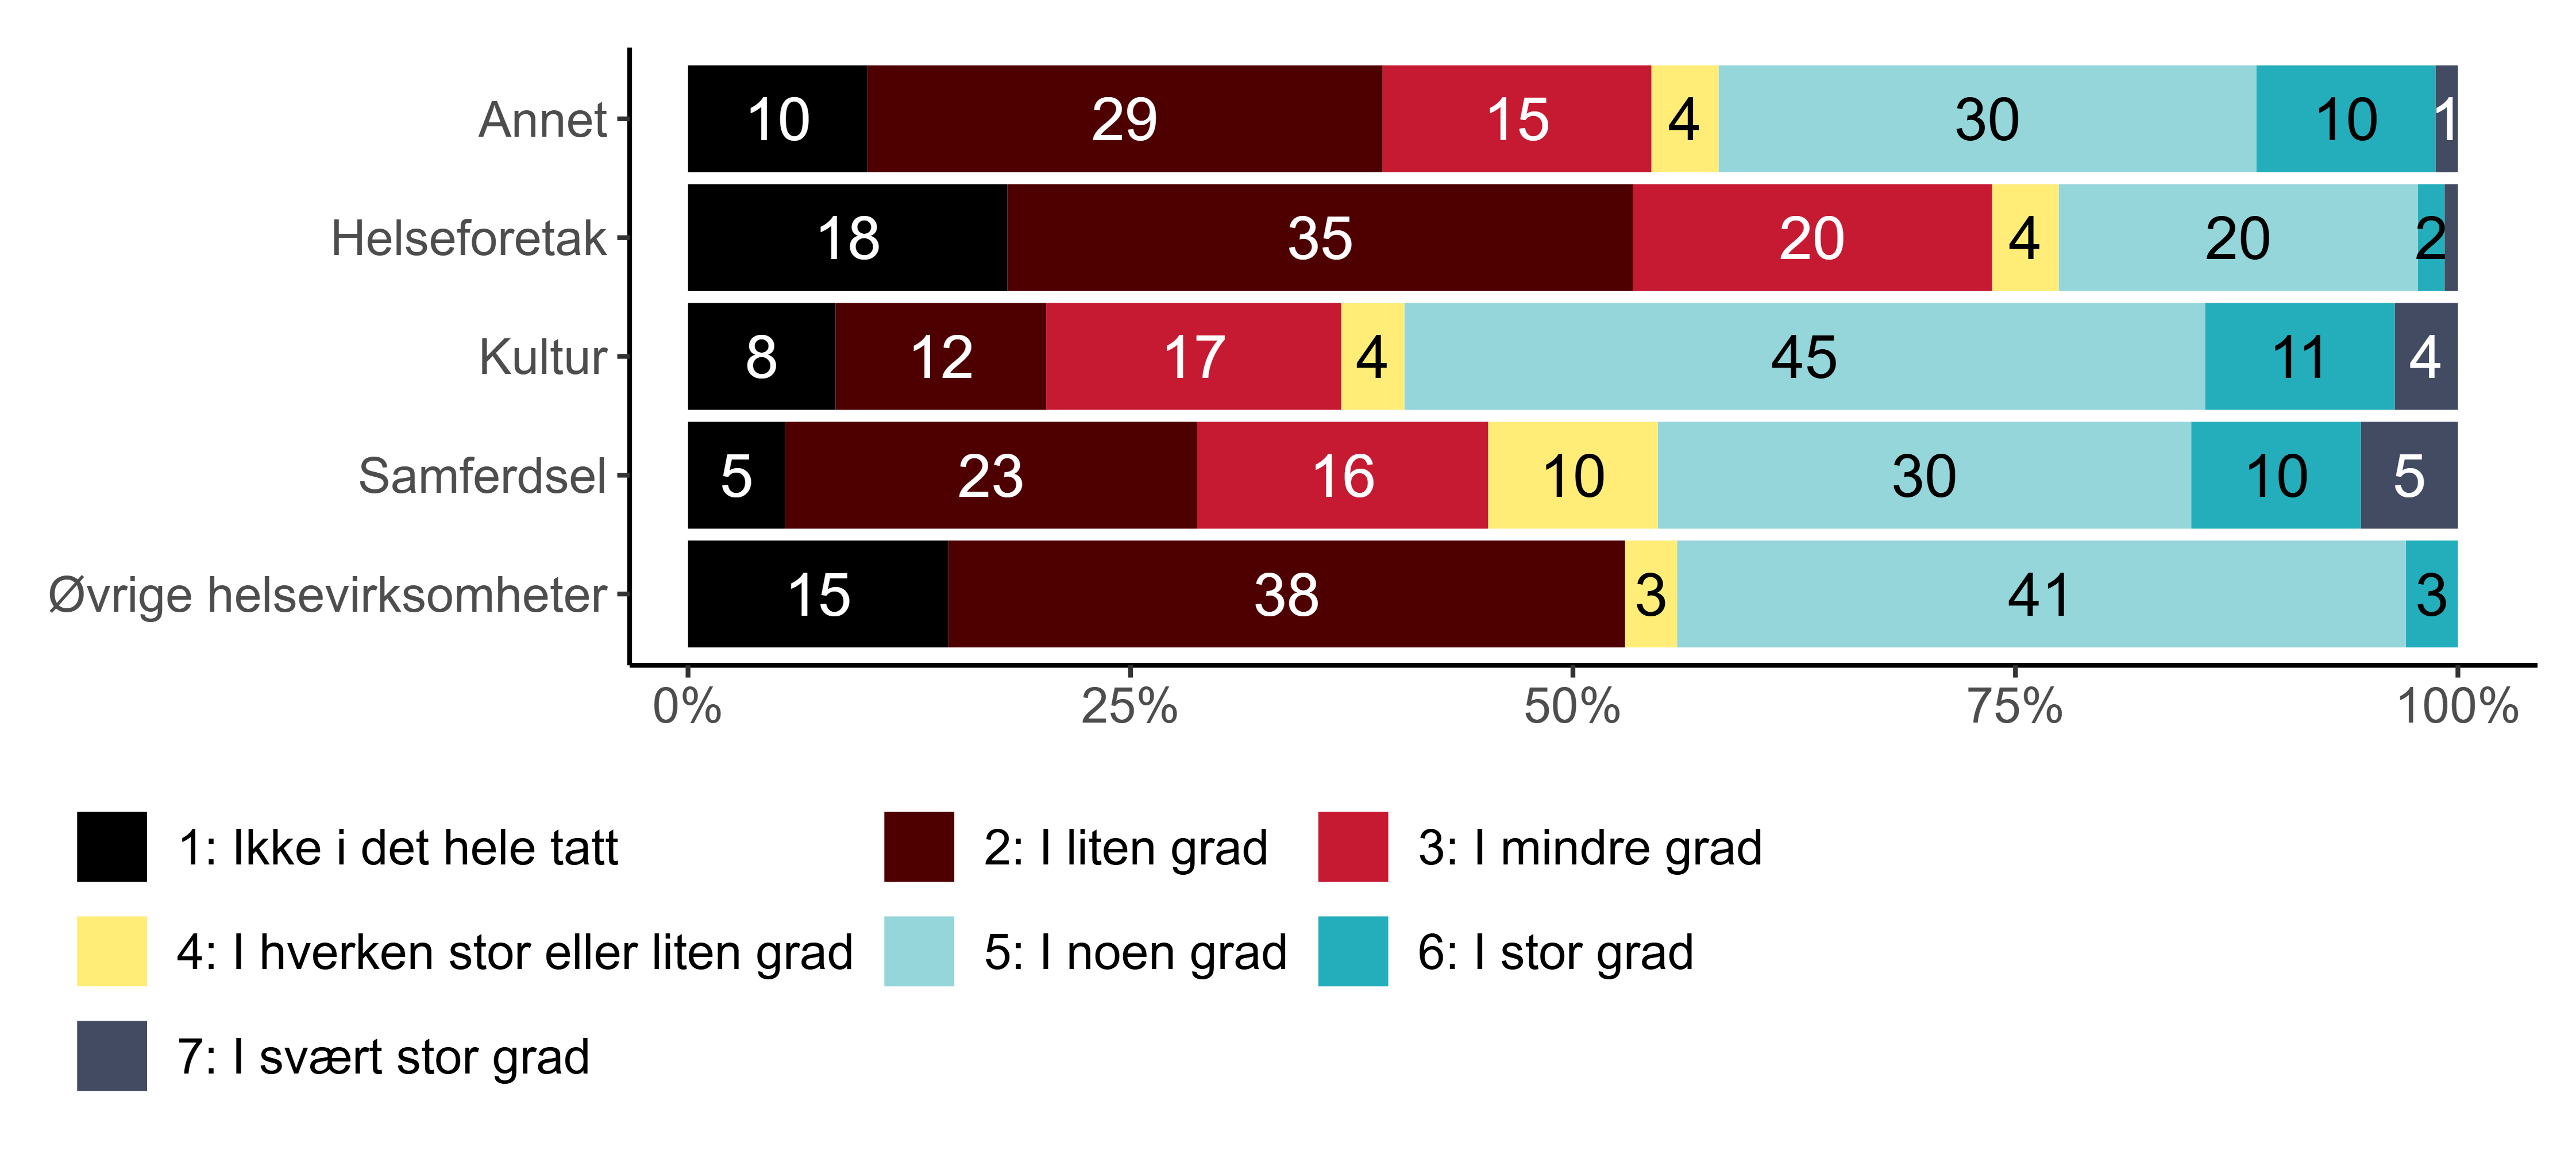 Annet 10 29 15 4 30 10 1
Helseforetak 18 35 20 4 20 2
Kultur 8 12 17 4 45 11 4
Samferdsel 5 23 16 10 30 10 5
Øvrige helsevirksomheter 15 38 3 41 3
0% 25% 50% 75% 100%
1: Ikke i det hele tatt 2: I liten grad 3: I mindre grad
4: I hverken stor eller liten grad 5: I noen grad 6: I stor grad
7: I svært stor grad